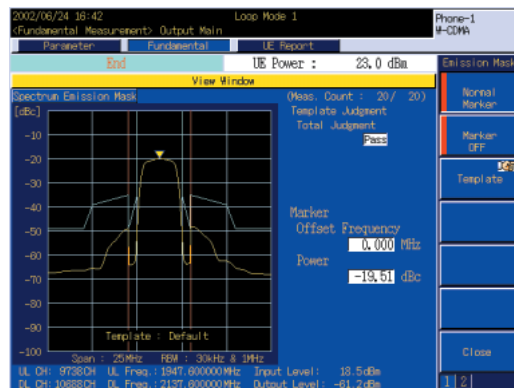 2002/06/24 16:42 Loop Mode 1
<Fundamental Measurement> Output Main
Phone-1
W-CDMA
Parameter Fundamental UE Report
End UE Power : 23.0 dBm
Emission Mask
View Window
Spectrum Emission Mask (Meas. Count : 20/ 20)
[dBc]
Template Judgment
Total Judgment
Pass
Normal
Marker
Marker
OFF
Template
-10
-20
-30
-40
-50
-60
-70
-80
-90
-100
Marker
Offset Frequency
0.000 MHz
Power
-19.51 dBc
Template : Default
Span : 25MHz RBW : 30kHz & 1MHz
UL CH: 9738CH UL Freq.:1947.600000MHz Input Level: 18.5dBm
DL CH:10688CH DL Freq.:2137.600000MHz Output Level:-61.2dBm
Close
1 2